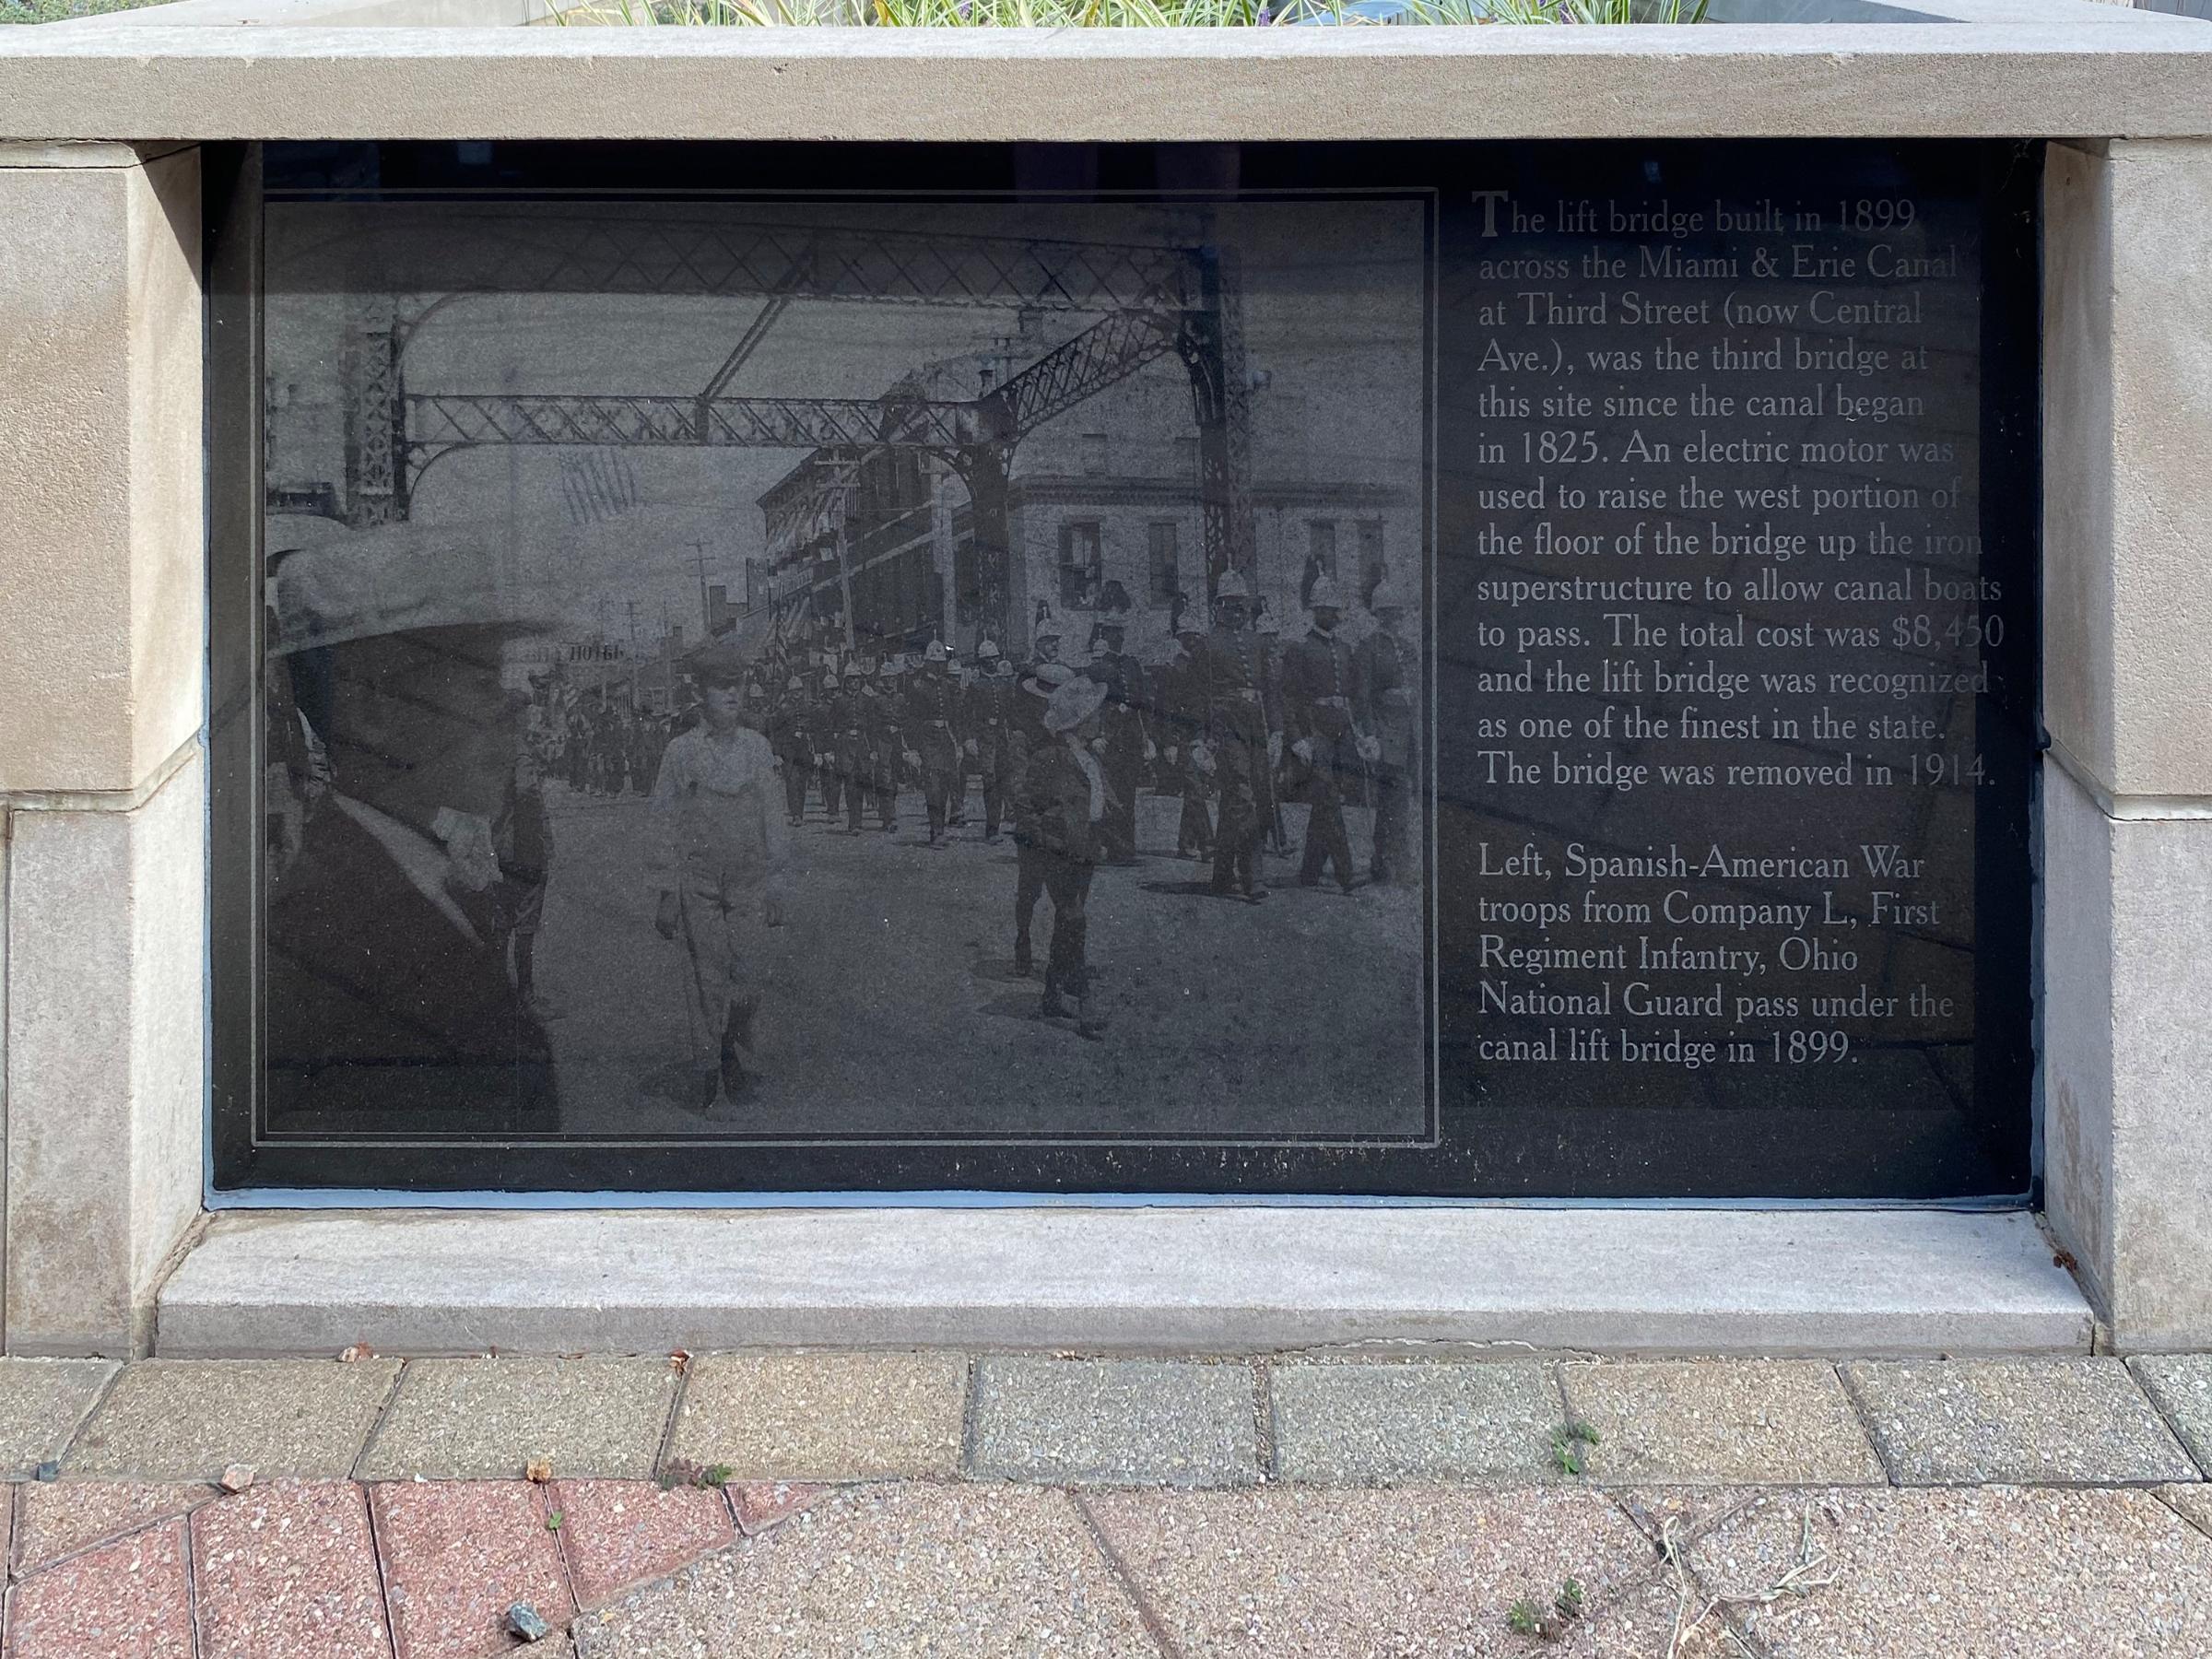 The lift bridge built in 1899
across the Miami & Erie Canal
at Third Street (now Central
Ave.), was the third bridge at
this site since the canal began
in 1825. An electric motor was
used to raise the west portion of
the floor of the bridge up the iron
superstructure to allow canal boats
to pass. The total cost was $8,450
and the lift bridge was recognized
as one of the finest in the state.
The bridge was removed in 1914.
Left, Spanish-American War
troops from Company L, First
Regiment Infantry, Ohio
National Guard pass under the
canal lift bridge in 1899.